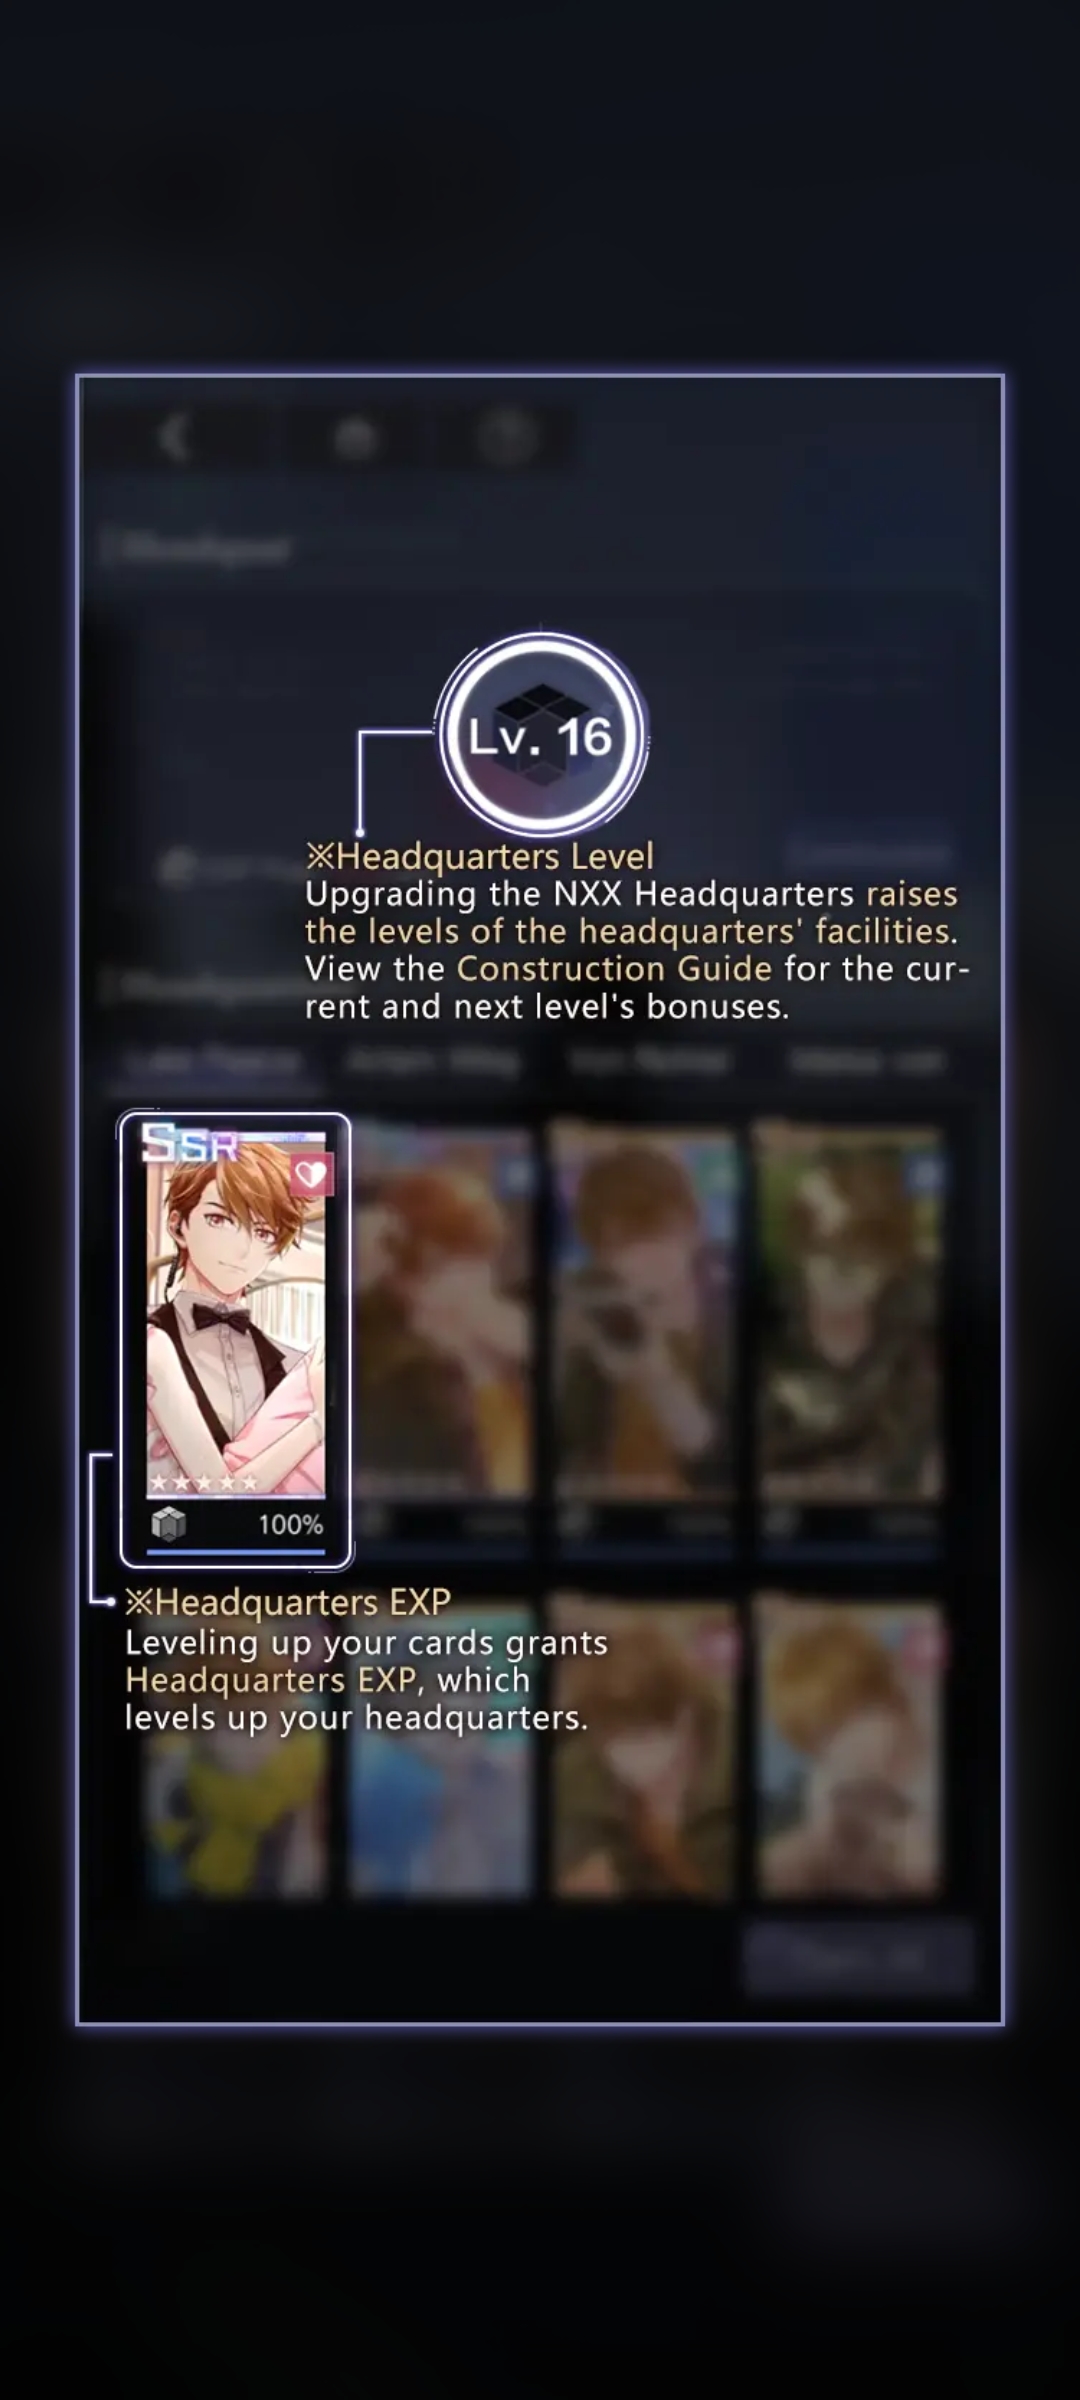 Lv. 16
※Headquarters Level
Upgrading the NXX Headquarters raises
the levels of the headquarters' facilities.
View the Construction Guide for the cur-
rent and next level's bonuses.
SSR
100%
※Headquarters EXP
Leveling up your cards grants
Headquarters EXP, which
levels up your headquarters.